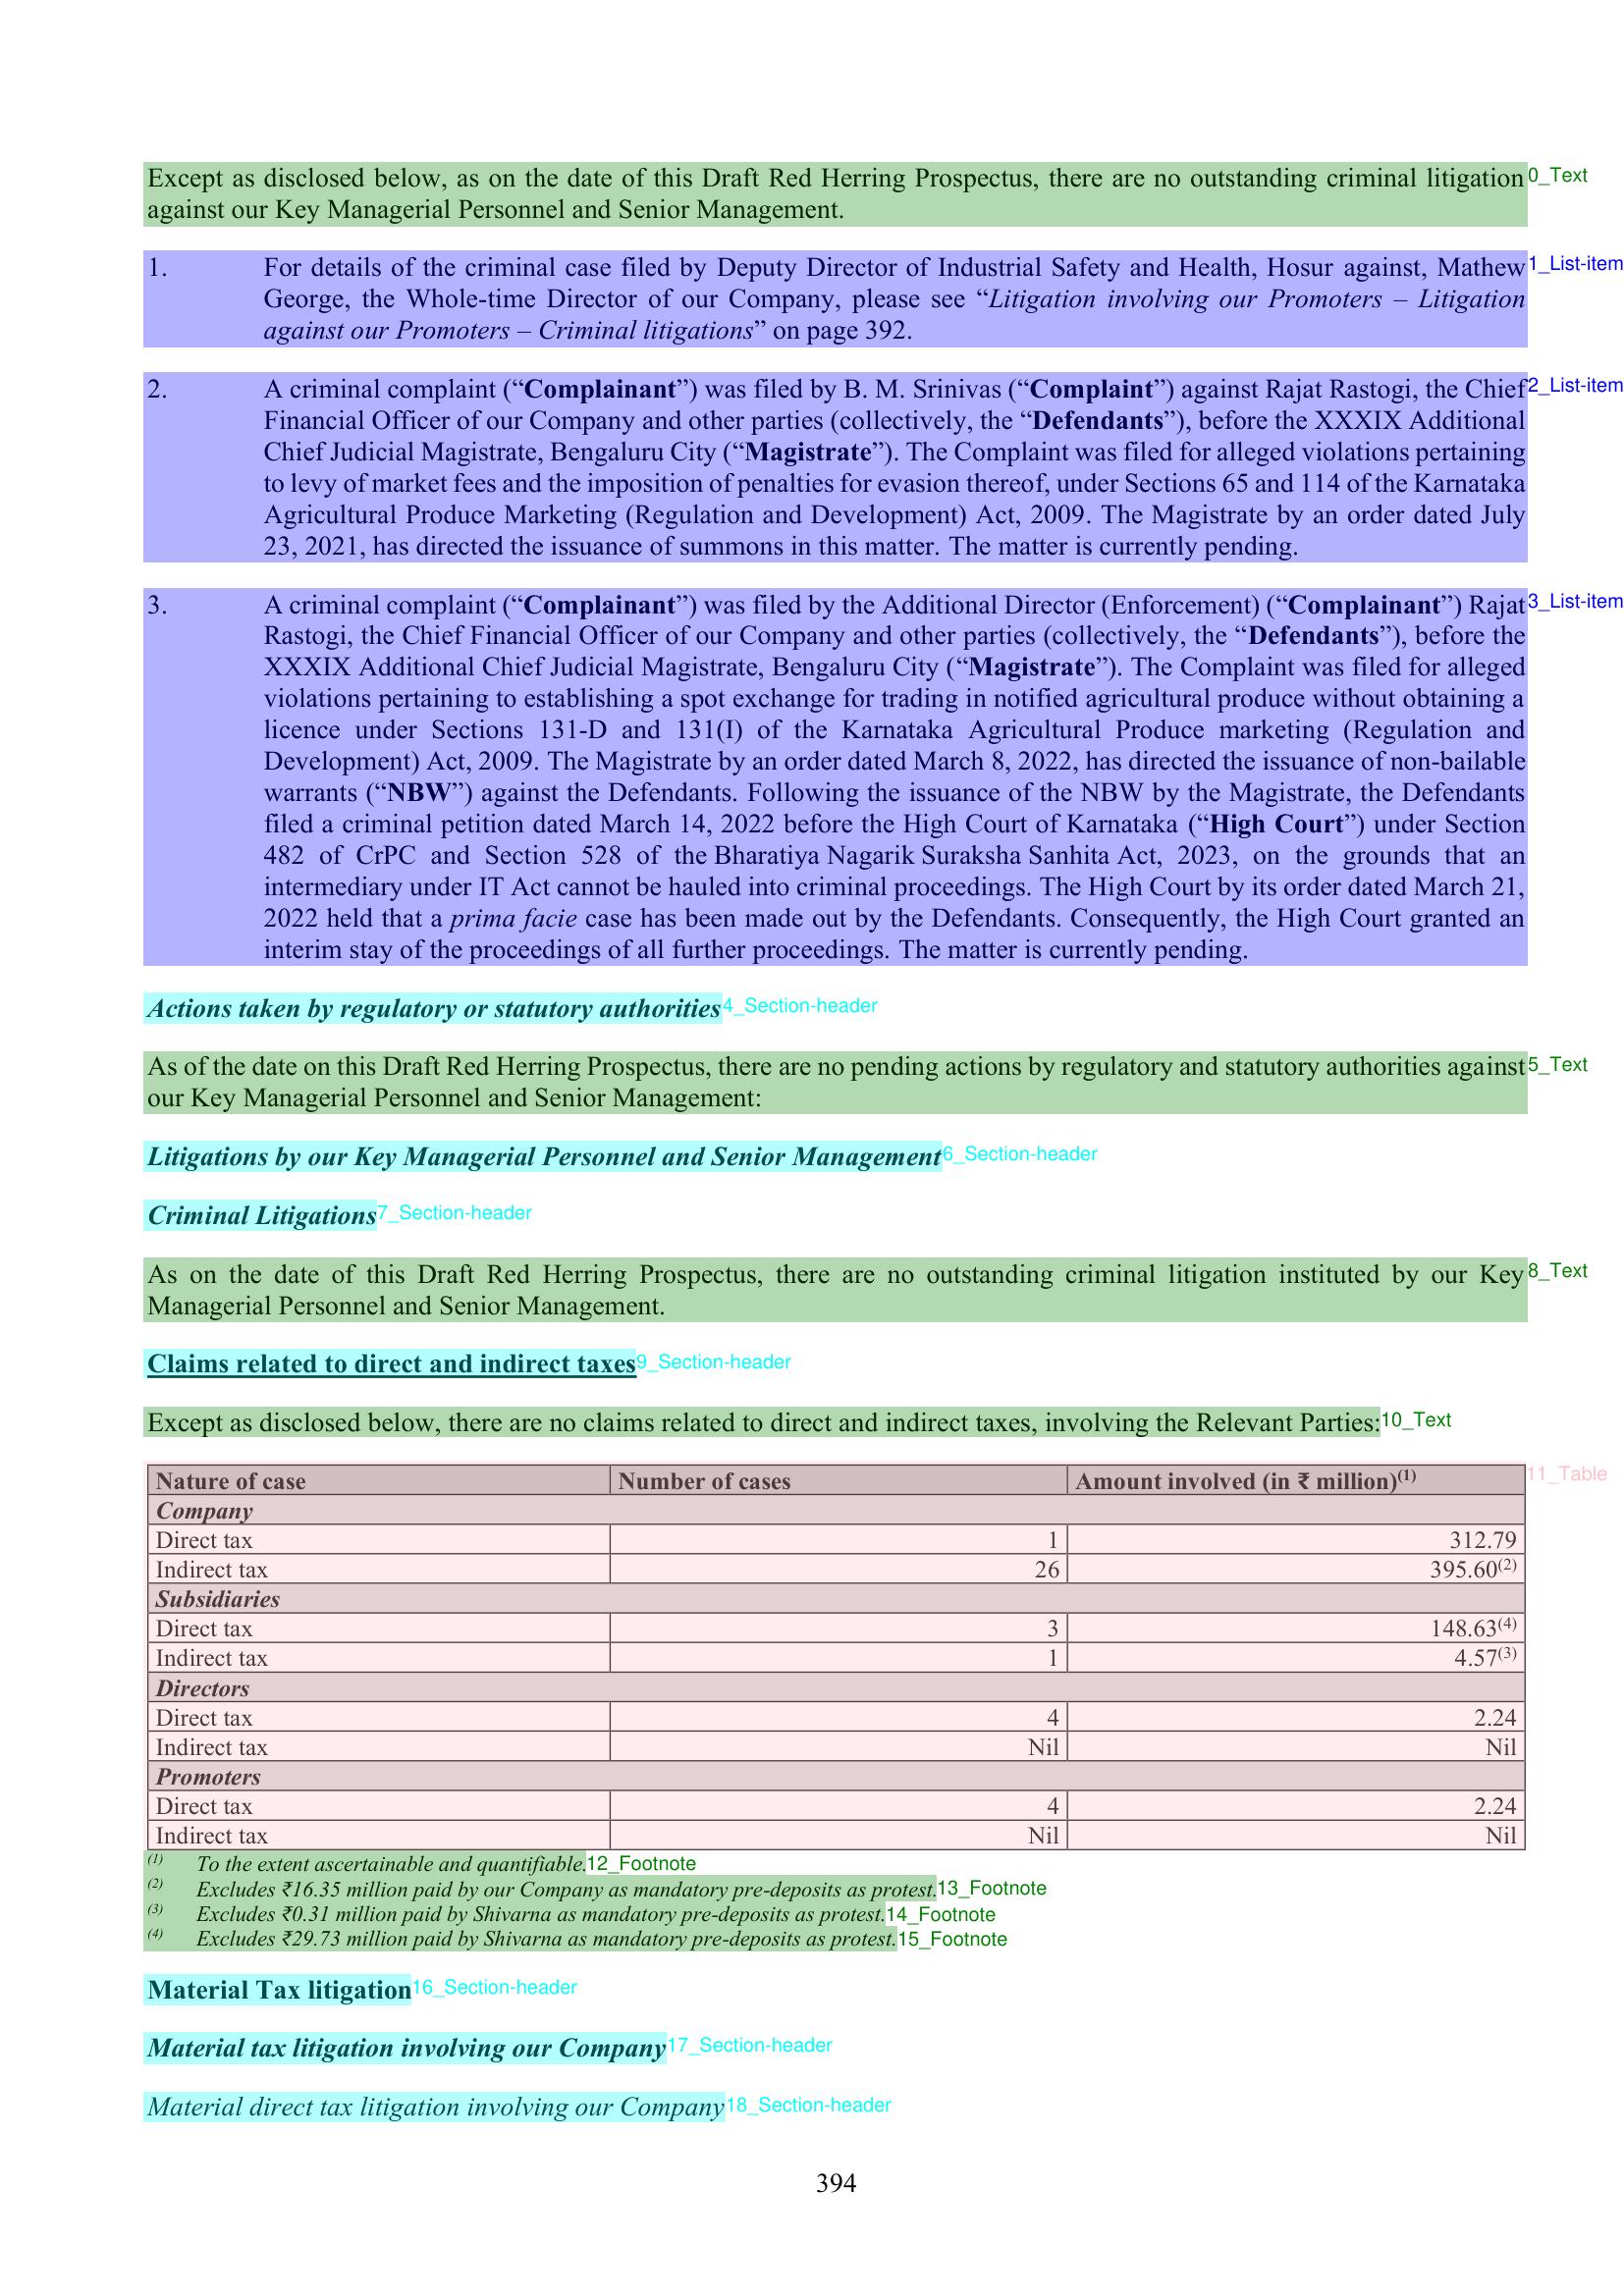 Except as disclosed below, as on the date of this Draft Red Herring Prospectus, there are no outstanding criminal litigation 0_Text
against our Key Managerial Personnel and Senior Management.
1. For details of the criminal case filed by Deputy Director of Industrial Safety and Health, Hosur against, Mathew 1_List-item
George, the Whole-time Director of our Company, please see “Litigation involving our Promoters – Litigation
against our Promoters – Criminal litigations” on page 392.
2. A criminal complaint (“Complainant”) was filed by B. M. Srinivas (“Complaint”) against Rajat Rastogi, the Chief 2_List-item
Financial Officer of our Company and other parties (collectively, the “Defendants”), before the XXXIX Additional
Chief Judicial Magistrate, Bengaluru City (“Magistrate”). The Complaint was filed for alleged violations pertaining
to levy of market fees and the imposition of penalties for evasion thereof, under Sections 65 and 114 of the Karnataka
Agricultural Produce Marketing (Regulation and Development) Act, 2009. The Magistrate by an order dated July
23, 2021, has directed the issuance of summons in this matter. The matter is currently pending.
3. A criminal complaint (“Complainant”) was filed by the Additional Director (Enforcement) (“Complainant”) Rajat 3_List-item
Rastogi, the Chief Financial Officer of our Company and other parties (collectively, the “Defendants”), before the
XXXIX Additional Chief Judicial Magistrate, Bengaluru City (“Magistrate”). The Complaint was filed for alleged
violations pertaining to establishing a spot exchange for trading in notified agricultural produce without obtaining a
licence under Sections 131-D and 131(I) of the Karnataka Agricultural Produce marketing (Regulation and
Development) Act, 2009. The Magistrate by an order dated March 8, 2022, has directed the issuance of non-bailable
warrants (“NBW”) against the Defendants. Following the issuance of the NBW by the Magistrate, the Defendants
filed a criminal petition dated March 14, 2022 before the High Court of Karnataka (“High Court”) under Section
482 of CrPC and Section 528 of the Bharatiya Nagarik Suraksha Sanhita Act, 2023, on the grounds that an
intermediary under IT Act cannot be hauled into criminal proceedings. The High Court by its order dated March 21,
2022 held that a prima facie case has been made out by the Defendants. Consequently, the High Court granted an
interim stay of the proceedings of all further proceedings. The matter is currently pending.
Actions taken by regulatory or statutory authorities 4_Section-header
As of the date on this Draft Red Herring Prospectus, there are no pending actions by regulatory and statutory authorities against 5_Text
our Key Managerial Personnel and Senior Management:
Litigations by our Key Managerial Personnel and Senior Management 6_Section-header
Criminal Litigations 7_Section-header
As on the date of this Draft Red Herring Prospectus, there are no outstanding criminal litigation instituted by our Key 8_Text
Managerial Personnel and Senior Management.
Claims related to direct and indirect taxes 9_Section-header
Except as disclosed below, there are no claims related to direct and indirect taxes, involving the Relevant Parties: 10_Text
Nature of case Number of cases Amount involved (in ₹ million)(1) 11_Table
Company
Direct tax 1 312.79
Indirect tax 26 395.60(2)
Subsidiaries
Direct tax 3 148.63(4)
Indirect tax 1 4.57(3)
Directors
Direct tax 4 2.24
Indirect tax Nil Nil
Promoters
Direct tax 4 2.24
Indirect tax Nil Nil
(1) To the extent ascertainable and quantifiable. 12_Footnote
(2) Excludes ₹16.35 million paid by our Company as mandatory pre-deposits as protest. 13_Footnote
(3) Excludes ₹0.31 million paid by Shivarna as mandatory pre-deposits as protest. 14_Footnote
(4) Excludes ₹29.73 million paid by Shivarna as mandatory pre-deposits as protest. 15_Footnote
Material Tax litigation 16_Section-header
Material tax litigation involving our Company 17_Section-header
Material direct tax litigation involving our Company 18_Section-header
394